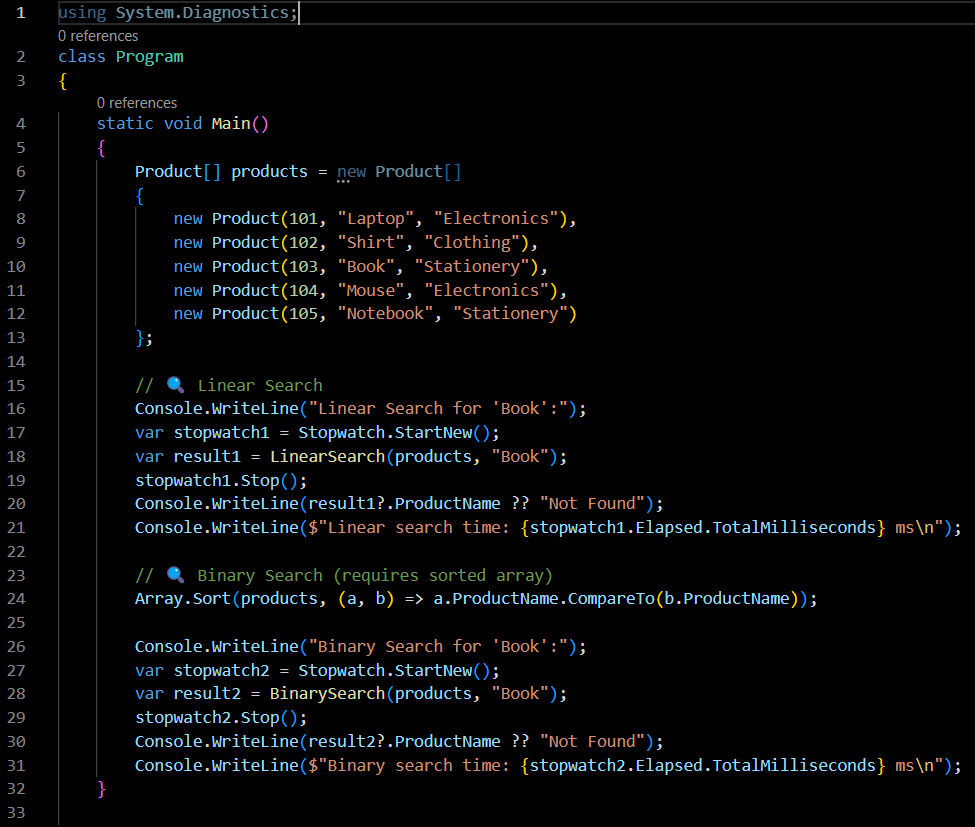 1 using System.Diagnostics;
0 references
2 class Program
3 {
0 references
4 static void Main()
5 {
6 Product[] products = new Product[]
7 {
8 new Product(101, "Laptop", "Electronics"),
9 new Product(102, "Shirt", "Clothing"),
10 new Product(103, "Book", "Stationery"),
11 new Product(104, "Mouse", "Electronics"),
12 new Product(105, "Notebook", "Stationery")
13 };
14
15 // 🔍 Linear Search
16 Console.WriteLine("Linear Search for 'Book':");
17 var stopwatch1 = Stopwatch.StartNew();
18 var result1 = LinearSearch(products, "Book");
19 stopwatch1.Stop();
20 Console.WriteLine(result1?.ProductName ?? "Not Found");
21 Console.WriteLine($"Linear search time: {stopwatch1.Elapsed.TotalMilliseconds} ms\n");
22
23 // 🔍 Binary Search (requires sorted array)
24 Array.Sort(products, (a, b) => a.ProductName.CompareTo(b.ProductName));
25
26 Console.WriteLine("Binary Search for 'Book':");
27 var stopwatch2 = Stopwatch.StartNew();
28 var result2 = BinarySearch(products, "Book");
29 stopwatch2.Stop();
30 Console.WriteLine(result2?.ProductName ?? "Not Found");
31 Console.WriteLine($"Binary search time: {stopwatch2.Elapsed.TotalMilliseconds} ms\n");
32 }
33